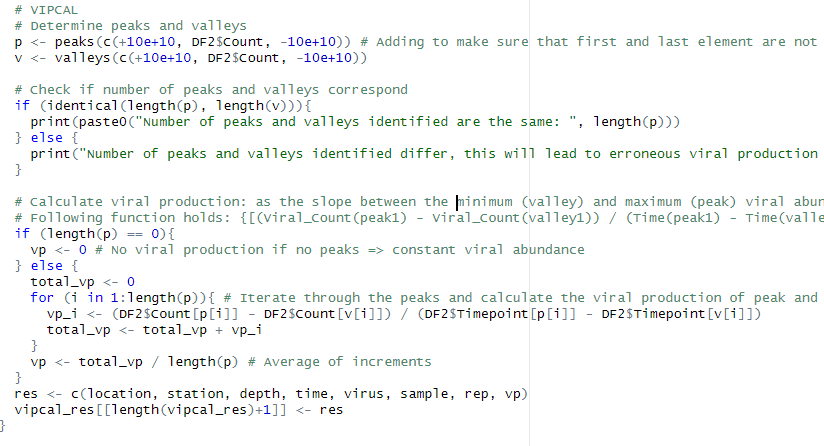 # VIPCAL
# Determine peaks and valleys
p <- peaks(c(+10e+10, DF2$Count, -10e+10)) # Adding to make sure that first and last element are not
v <- valleys(c(+10e+10, DF2$Count, -10e+10))
# Check if number of peaks and valleys correspond
if (identical(length(p), length(v))){
print(paste0("Number of peaks and valleys identified are the same: ", length(p)))
} else {
print("Number of peaks and valleys identified differ, this will lead to erroneous viral production
}
# Calculate viral production: as the slope between the minimum (valley) and maximum (peak) viral abun
# Following function holds: {[(Viral_Count(peak1) - Viral_Count(valley1)) / (Time(peak1) - Time(valle
if (length(p) == 0){
vp <- 0 # No viral production if no peaks => constant viral abundance
} else {
total_vp <- 0
for (i in 1:length(p)){ # Iterate through the peaks and calculate the viral production of peak and
vp_i <- (DF2$Count[p[i]] - DF2$Count[v[i]]) / (DF2$Timepoint[p[i]] - DF2$Timepoint[v[i]])
total_vp <- total_vp + vp_i
}
vp <- total_vp / length(p) # Average of increments
}
res <- c(location, station, depth, time, virus, sample, rep, vp)
vipcal_res[[length(vipcal_res)+1]] <- res
}